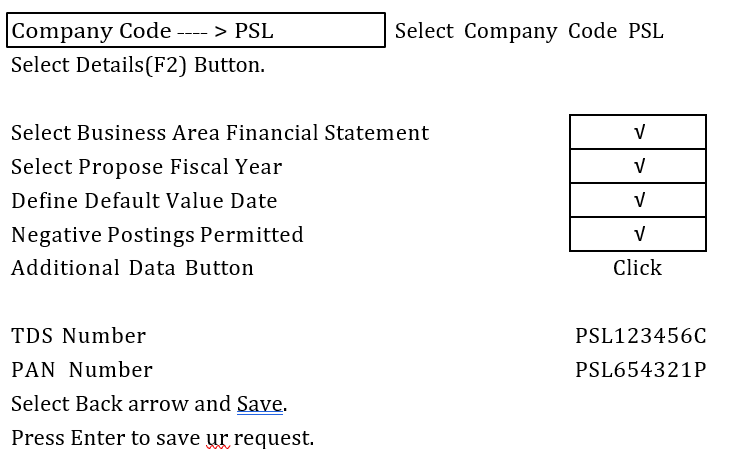 Company Code ---- > PSL Select Company Code PSL
Select Details(F2) Button.
Select Business Area Financial Statement √
Select Propose Fiscal Year √
Define Default Value Date √
Negative Postings Permitted √
Additional Data Button Click
TDS Number PSL123456C
PAN Number PSL654321P
Select Back arrow and Save.
Press Enter to save ur request.